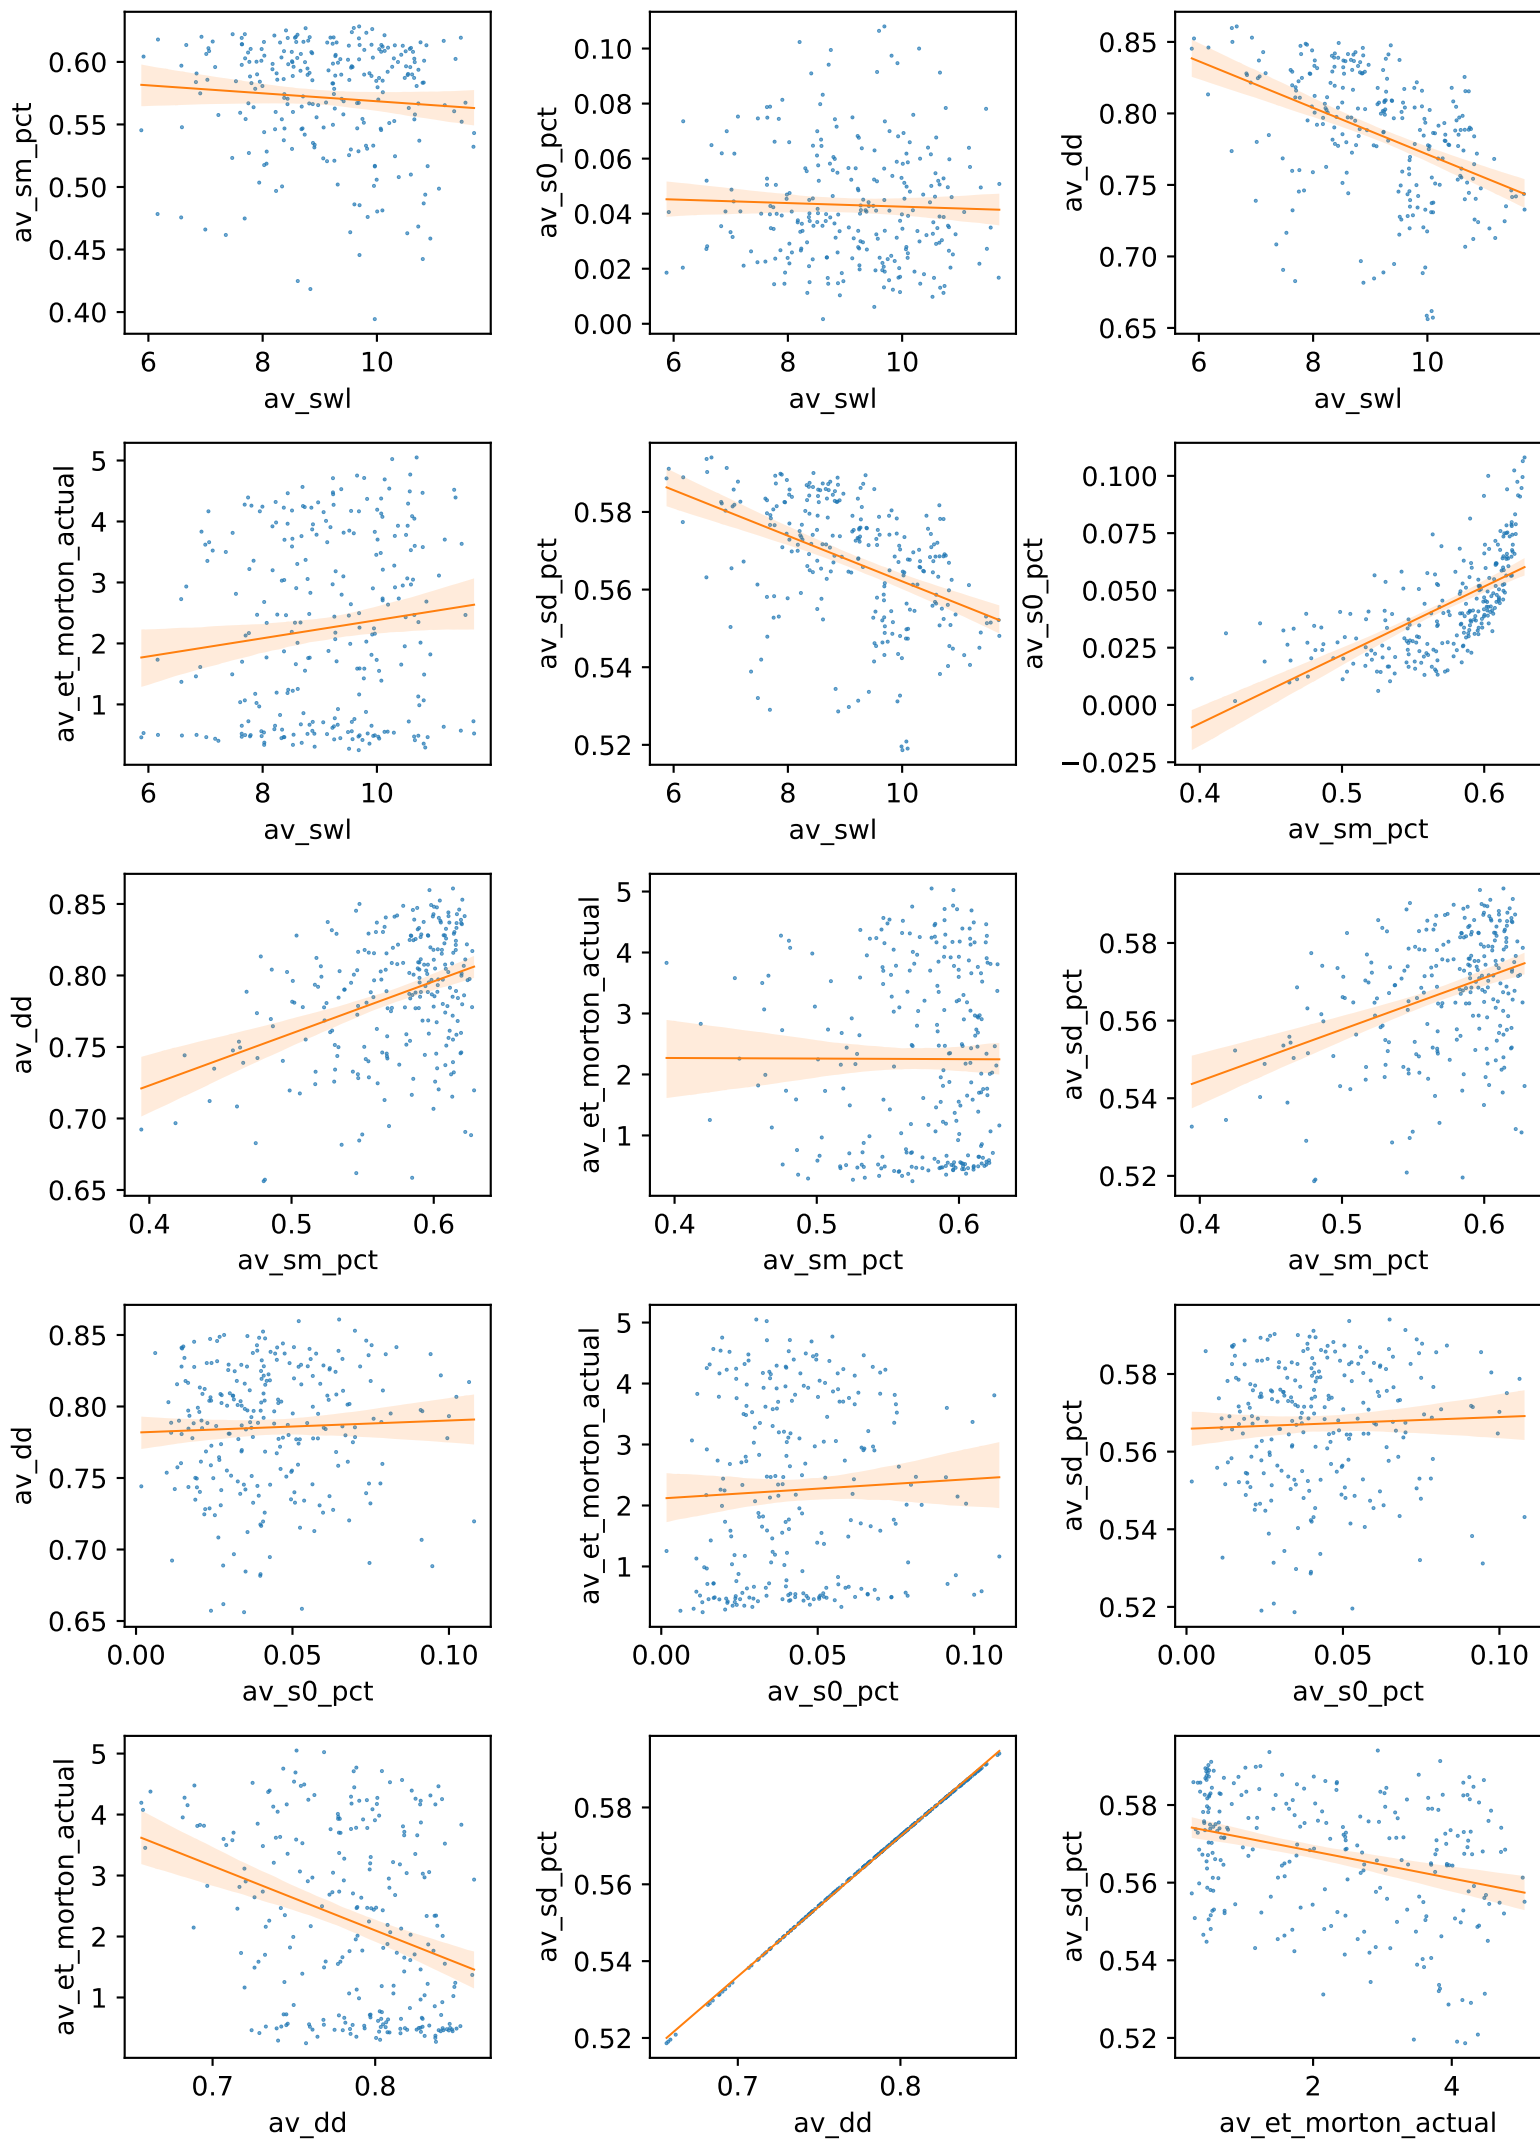 av_sm_pct
0.60
0.55
0.50
0.45
0.40
6 8 10
av_swl
av_s0_pct
0.10
0.08
0.06
0.04
0.02
0.00
6 8 10
av_swl
av_dd
0.85
0.80
0.75
0.70
0.65
6 8 10
av_swl
av_et_morton_actual
5
4
3
2
1
6 8 10
av_swl
av_sd_pct
0.58
0.56
0.54
0.52
6 8 10
av_swl
av_s0_pct
0.100
0.075
0.050
0.025
0.000
−0.025
0.4 0.5 0.6
av_sm_pct
av_dd
0.85
0.80
0.75
0.70
0.65
0.4 0.5 0.6
av_sm_pct
av_et_morton_actual
5
4
3
2
1
0.4 0.5 0.6
av_sm_pct
av_sd_pct
0.58
0.56
0.54
0.52
0.4 0.5 0.6
av_sm_pct
av_dd
0.85
0.80
0.75
0.70
0.65
0.00 0.05 0.10
av_s0_pct
av_et_morton_actual
5
4
3
2
1
0.00 0.05 0.10
av_s0_pct
av_sd_pct
0.58
0.56
0.54
0.52
0.00 0.05 0.10
av_s0_pct
av_et_morton_actual
5
4
3
2
1
0.7 0.8
av_dd
av_sd_pct
0.58
0.56
0.54
0.52
0.7 0.8
av_dd
av_sd_pct
0.58
0.56
0.54
0.52
2 4
av_et_morton_actual